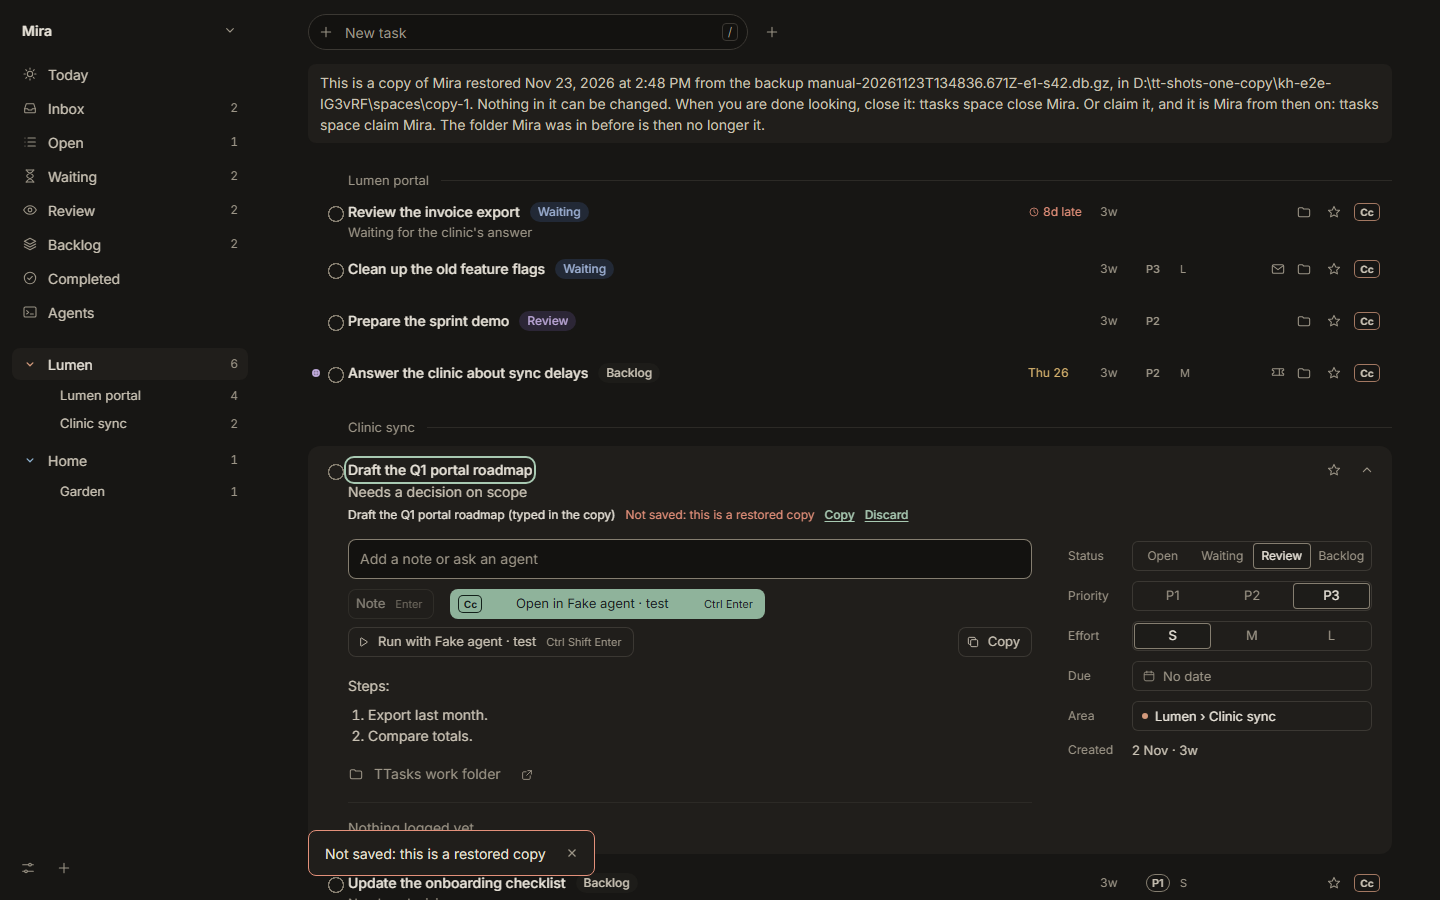 Mira
Today
Inbox 2
Open 1
Waiting 2
Review 2
Backlog 2
Completed
Agents
Lumen 6
Lumen portal 4
Clinic sync 2
Home 1
Garden 1
New task /
This is a copy of Mira restored Nov 23, 2026 at 2:48 PM from the backup manual-20261123T134836.671Z-e1-s42.db.gz, in D:\tt-shots-one-copy\kh-e2e-
IG3vRF\spaces\copy-1. Nothing in it can be changed. When you are done looking, close it: ttasks space close Mira. Or claim it, and it is Mira from then on: ttasks
space claim Mira. The folder Mira was in before is then no longer it.
Lumen portal
Review the invoice export Waiting 8d late 3w Cc
Waiting for the clinic's answer
Clean up the old feature flags Waiting 3w P3 L Cc
Prepare the sprint demo Review 3w P2 Cc
Answer the clinic about sync delays Backlog Thu 26 3w P2 M Cc
Clinic sync
Draft the Q1 portal roadmap
Needs a decision on scope
Draft the Q1 portal roadmap (typed in the copy) Not saved: this is a restored copy Copy Discard
Add a note or ask an agent
Note Enter Cc Open in Fake agent · test Ctrl Enter
Run with Fake agent · test Ctrl Shift Enter Copy
Steps:
1. Export last month.
2. Compare totals.
TTasks work folder
Nothing logged yet
Status Open Waiting Review Backlog
Priority P1 P2 P3
Effort S M L
Due No date
Area Lumen › Clinic sync
Created 2 Nov · 3w
Not saved: this is a restored copy
Update the onboarding checklist Backlog 3w P1 S Cc